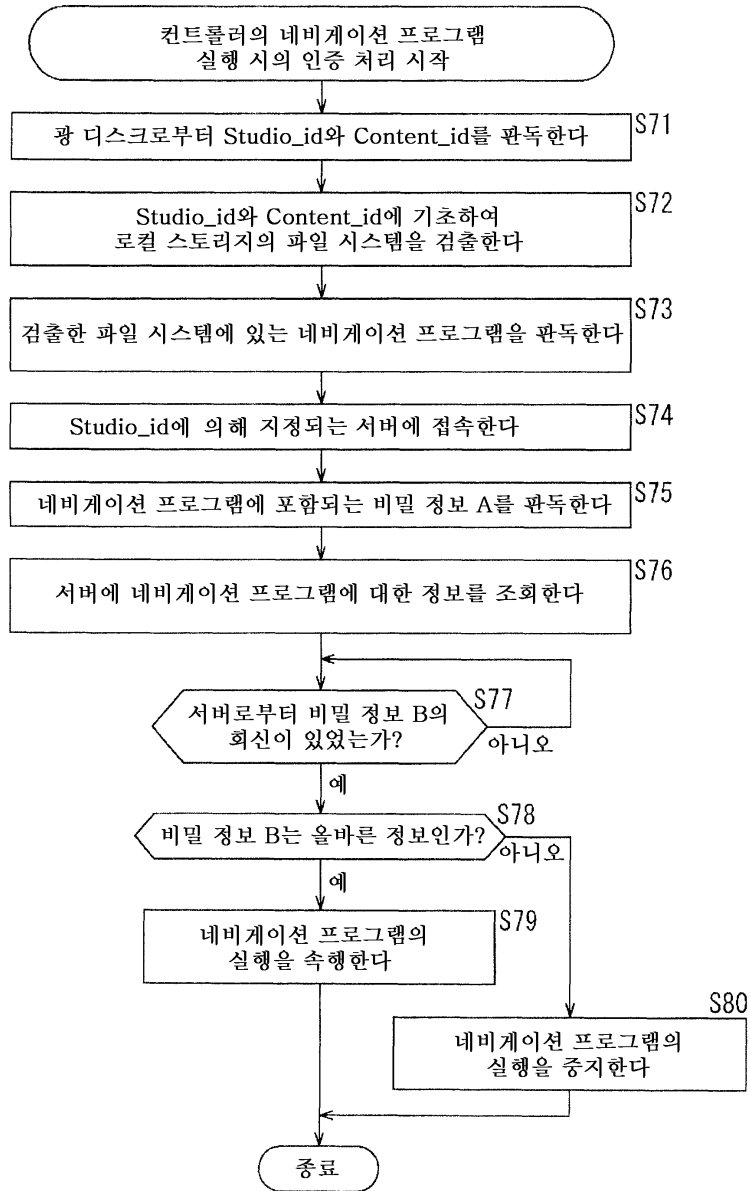 컨트롤러의 네비게이션 프로그램
실행 시의 인증 처리 시작
S71
광 디스크로부터 Studio_id와 Content_id를 판독한다
S72
Studio_id와 Content_id에 기초하여
로컬 스토리지의 파일 시스템을 검출한다
S73
검출한 파일 시스템에 있는 네비게이션 프로그램을 판독한다
S74
Studio_id에 의해 지정되는 서버에 접속한다
S75
네비게이션 프로그램에 포함되는 비밀 정보 A를 판독한다
S76
서버에 네비게이션 프로그램에 대한 정보를 조회한다
S77
서버로부터 비밀 정보 B의
회신이 있었는가?
아니오
예
S78
비밀 정보 B는 올바른 정보인가?
아니오
예
S79
네비게이션 프로그램의
실행을 속행한다
S80
네비게이션 프로그램의
실행을 중지한다
종료